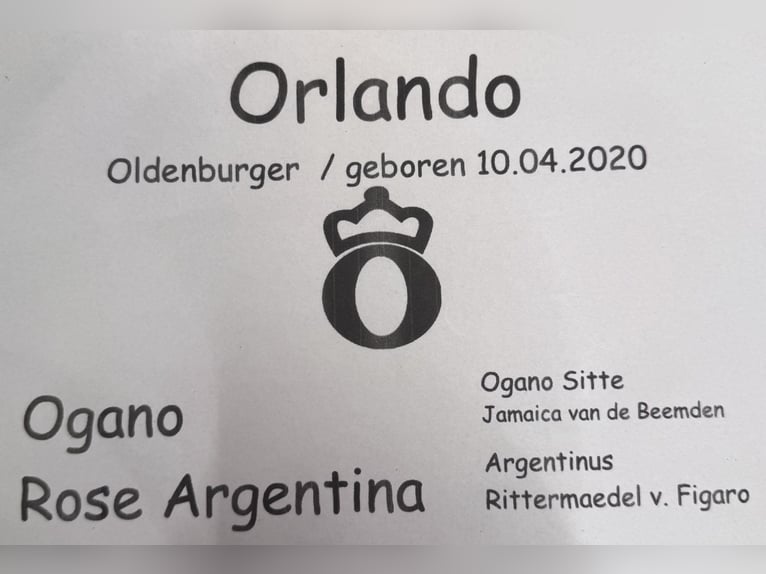 Orlando
Oldenburger / geboren 10.04.2020
O
Ogano
Ogano Sitte
Jamaica van de Beemden
Rose Argentina
Argentinus
Rittermaedel v. Figaro